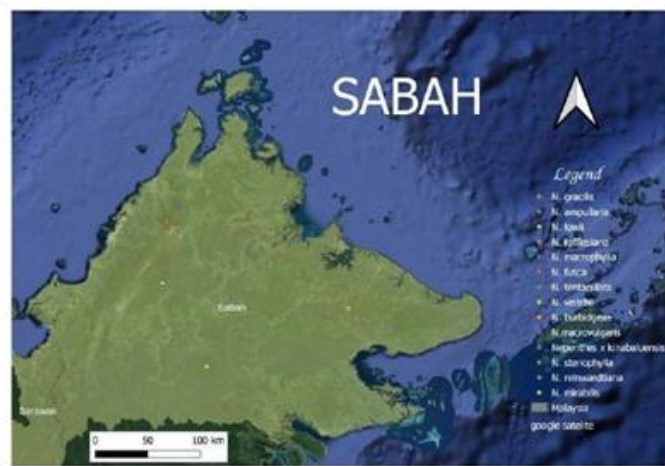 SABAH
Legend
N. gracilis
N. ampullaria
N. lowii
N. rafflesiana
N. macrophylla
N. fusca
N. tentaculata
N. veitchii
N. burbidgeae
N.macrovulgaris
Nepenthes x kinabaluensis
N. stenophylla
N. reinwardtiana
N. mirabilis
Malaysia
google satelite
Sabah
Sarawak
0 50 100 km